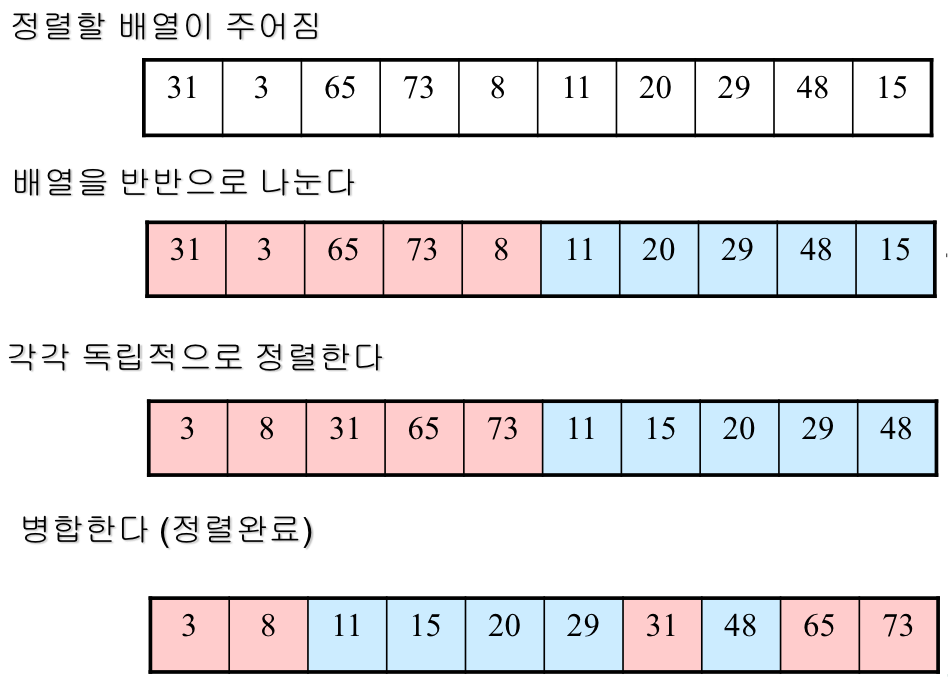 정렬할 배열이 주어짐
31 3 65 73 8 11 20 29 48 15
배열을 반반으로 나눈다
31 3 65 73 8 11 20 29 48 15
각각 독립적으로 정렬한다
3 8 31 65 73 11 15 20 29 48
병합한다 (정렬완료)
3 8 11 15 20 29 31 48 65 73